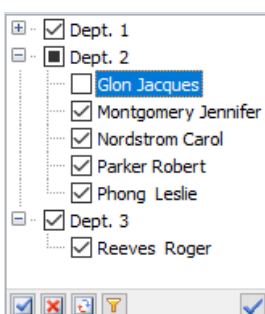 Dept. 1
Dept. 2
Glon Jacques
Montgomery Jennifer
Nordstrom Carol
Parker Robert
Phong Leslie
Dept. 3
Reeves Roger